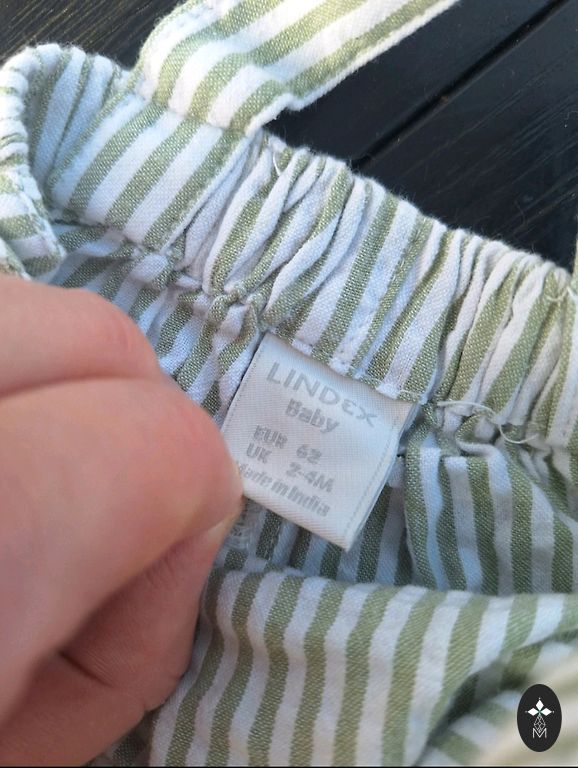 LINDEX
Baby
EUR 62
UK 2-4M
Made in India